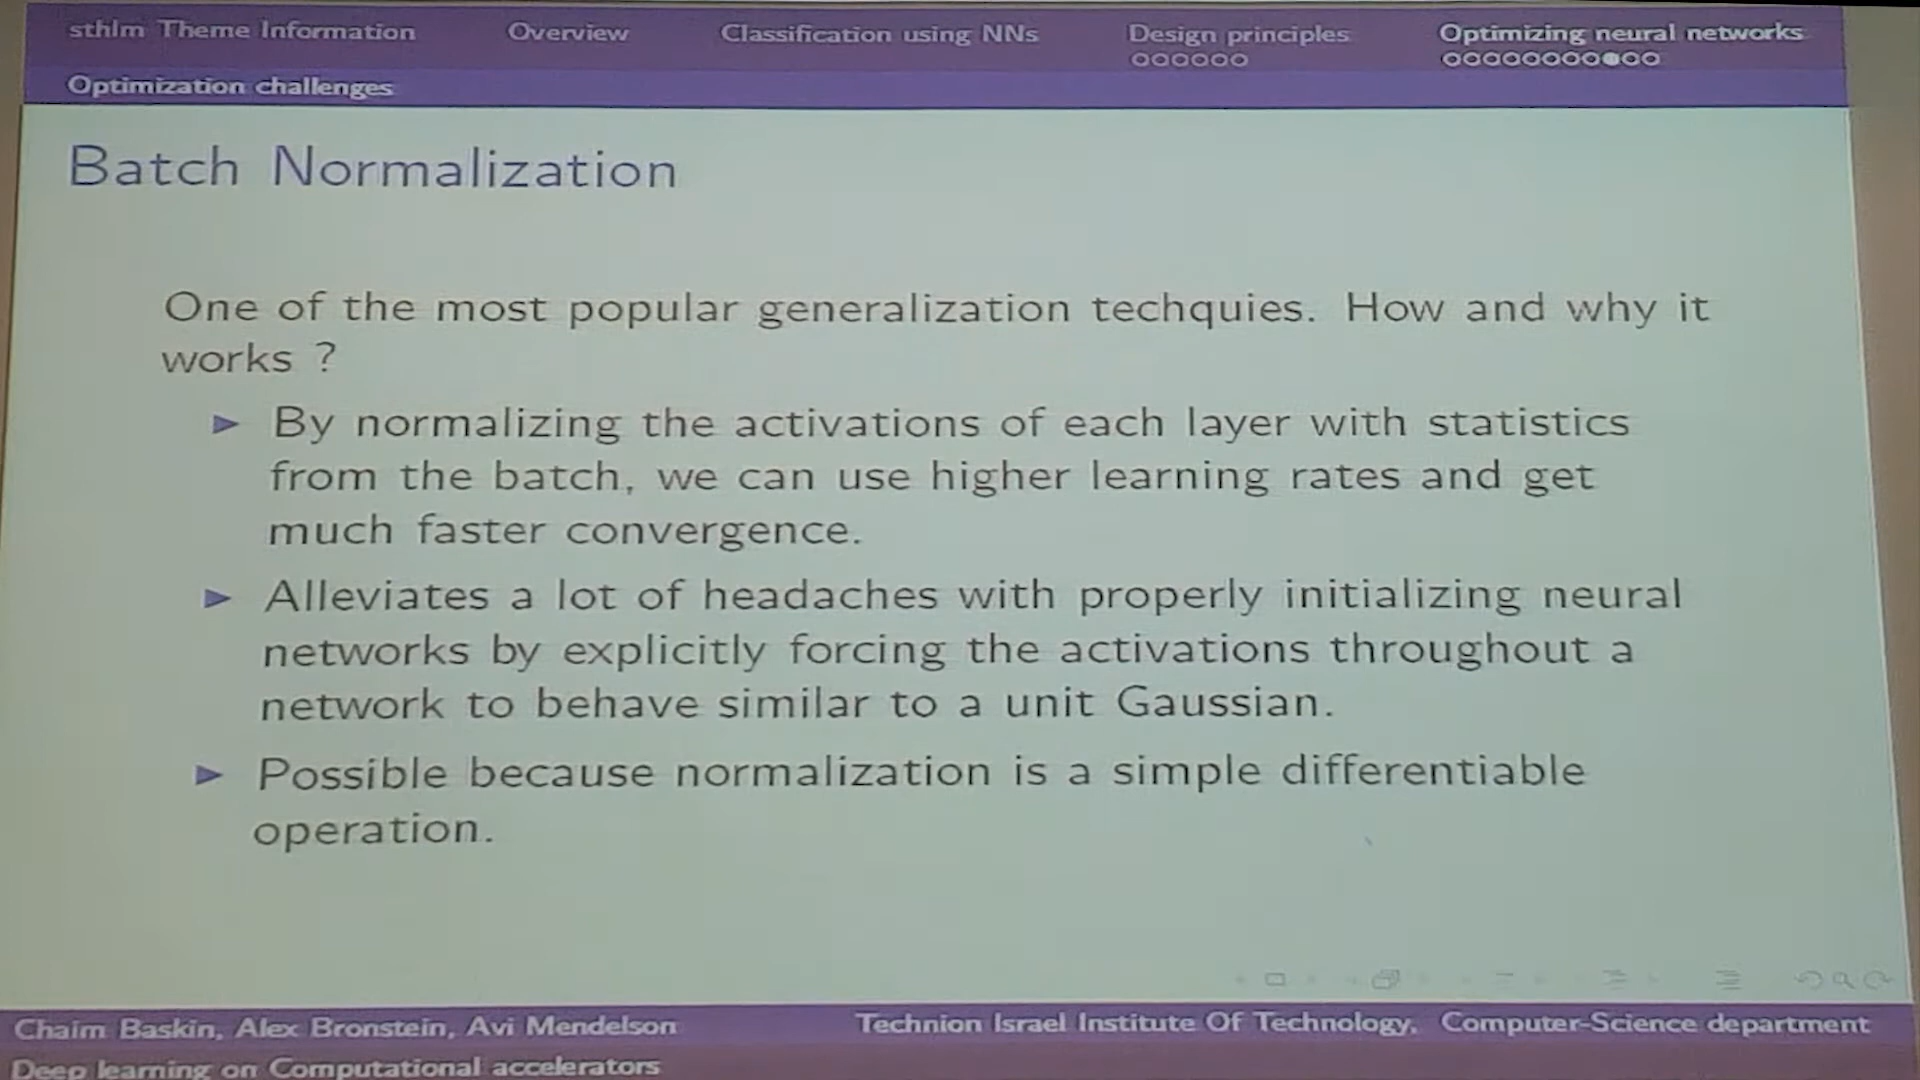 sthlm Theme Information Overview Classification using NNs Design principles Optimizing neural networks
Optimization challenges
Batch Normalization
One of the most popular generalization techquies. How and why it
works ?
By normalizing the activations of each layer with statistics
from the batch, we can use higher learning rates and get
much faster convergence.
Alleviates a lot of headaches with properly initializing neural
networks by explicitly forcing the activations throughout a
network to behave similar to a unit Gaussian.
Possible because normalization is a simple differentiable
operation.
Chaim Baskin, Alex Bronstein, Avi Mendelson Technion Israel Institute Of Technology, Computer-Science department
Deep learning on Computational accelerators